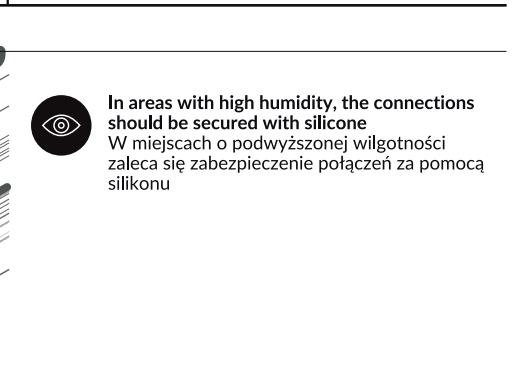 In areas with high humidity, the connections
should be secured with silicone
W miejscach o podwyższonej wilgotności
zaleca się zabezpieczenie połączeń za pomocą
silikonu